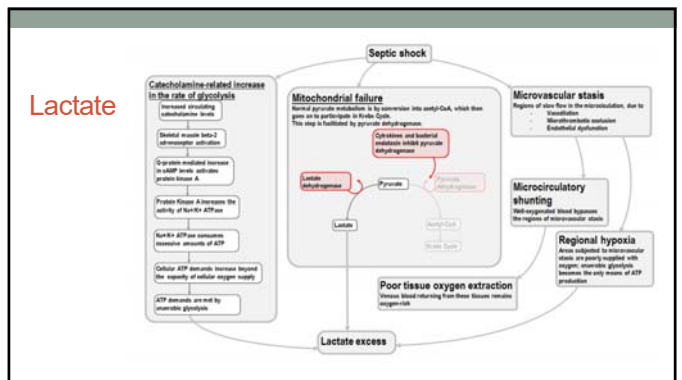 Lactate
Septic shock
Catecholamine-related increase
in the rate of glycolysis
Increased circulating
catecholamine levels
Skeletal muscle beta-2
adrenoceptor activation
G-protein mediated increase
in cAMP levels activates
protein kinase A
Protein Kinase A increases the
activity of Na+/K+ ATPase
Na+/K+ ATPase consumes
excessive amounts of ATP
Cellular ATP demands increase beyond
the capacity of cellular oxygen supply
ATP demands are met by
anaerobic glycolysis
Mitochondrial failure
Normal pyruvate metabolism is by conversion into acetyl-CoA, which then
goes on to participate in Krebs Cycle.
This step is facilitated by pyruvate dehydrogenase.
Cytokines and bacterial
endotoxin inhibit pyruvate
dehydrogenase
Lactate
dehydrogenase
Pyruvate
Pyruvate
dehydrogenase
Lactate
Acetyl-CoA
Krebs Cycle
Microvascular stasis
Regions of slow flow in the microcirculation, due to
- Vasodilation
- Microthrombotic occlusion
- Endothelial dysfunction
Microcirculatory
shunting
Well-oxygenated blood bypasses
the regions of microvascular stasis
Regional hypoxia
Areas subjected to microvascular
stasis are poorly supplied with
oxygen; anaerobic glycolysis
becomes the only means of ATP
production
Poor tissue oxygen extraction
Venous blood returning from these tissues remains
oxygen-rich
Lactate excess